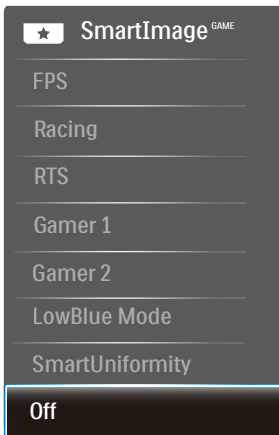 SmartImage GAME
FPS
Racing
RTS
Gamer 1
Gamer 2
LowBlue Mode
SmartUniformity
Off